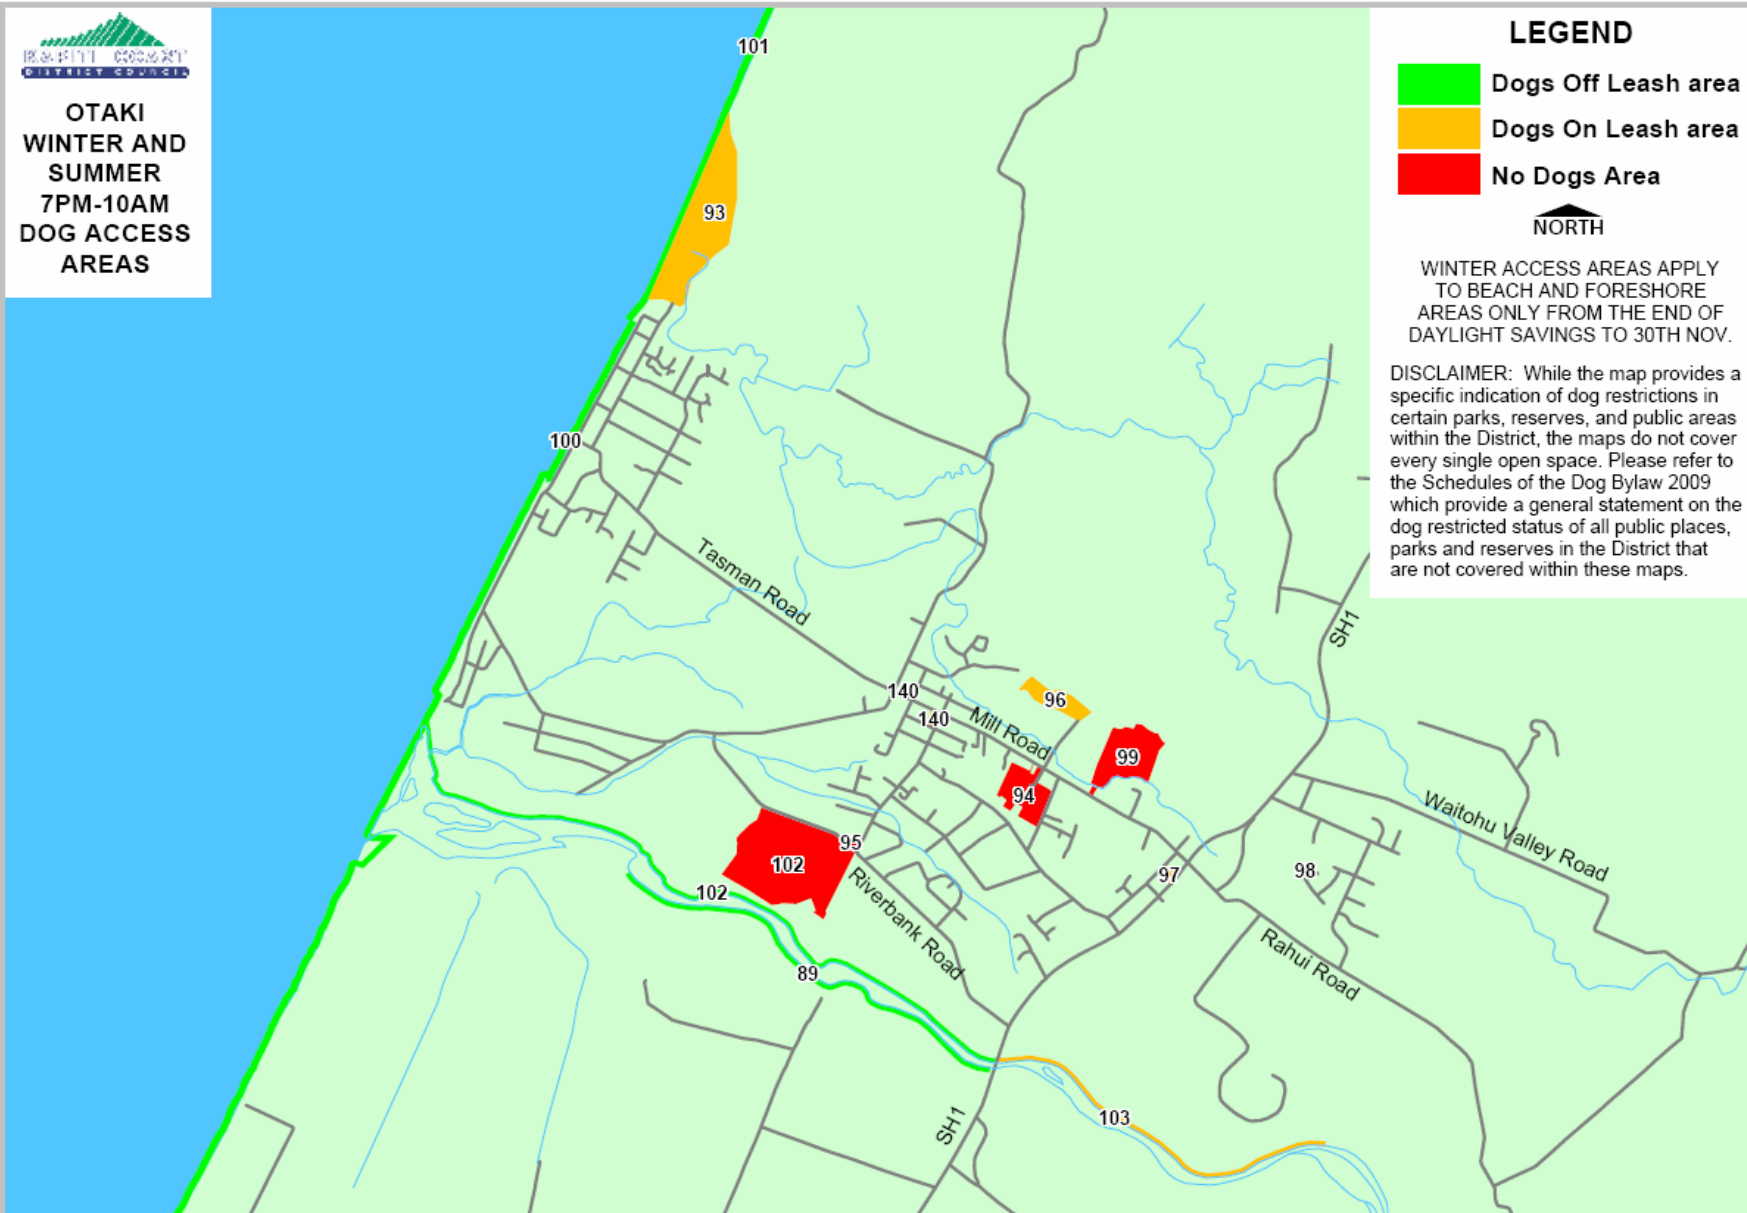 KAPITI COAST
DISTRICT COUNCIL
OTAKI
WINTER AND
SUMMER
7PM-10AM
DOG ACCESS
AREAS
LEGEND
Dogs Off Leash area
Dogs On Leash area
No Dogs Area
NORTH
WINTER ACCESS AREAS APPLY
TO BEACH AND FORESHORE
AREAS ONLY FROM THE END OF
DAYLIGHT SAVINGS TO 30TH NOV.
DISCLAIMER: While the map provides a
specific indication of dog restrictions in
certain parks, reserves, and public areas
within the District, the maps do not cover
every single open space. Please refer to
the Schedules of the Dog Bylaw 2009
which provide a general statement on the
dog restricted status of all public places,
parks and reserves in the District that
are not covered within these maps.
101
93
100
Tasman Road
SH1
140
96
140
Mill Road
99
94
Waitohu Valley Road
95
102
98
97
102
Riverbank Road
Rahui Road
89
103
SH1